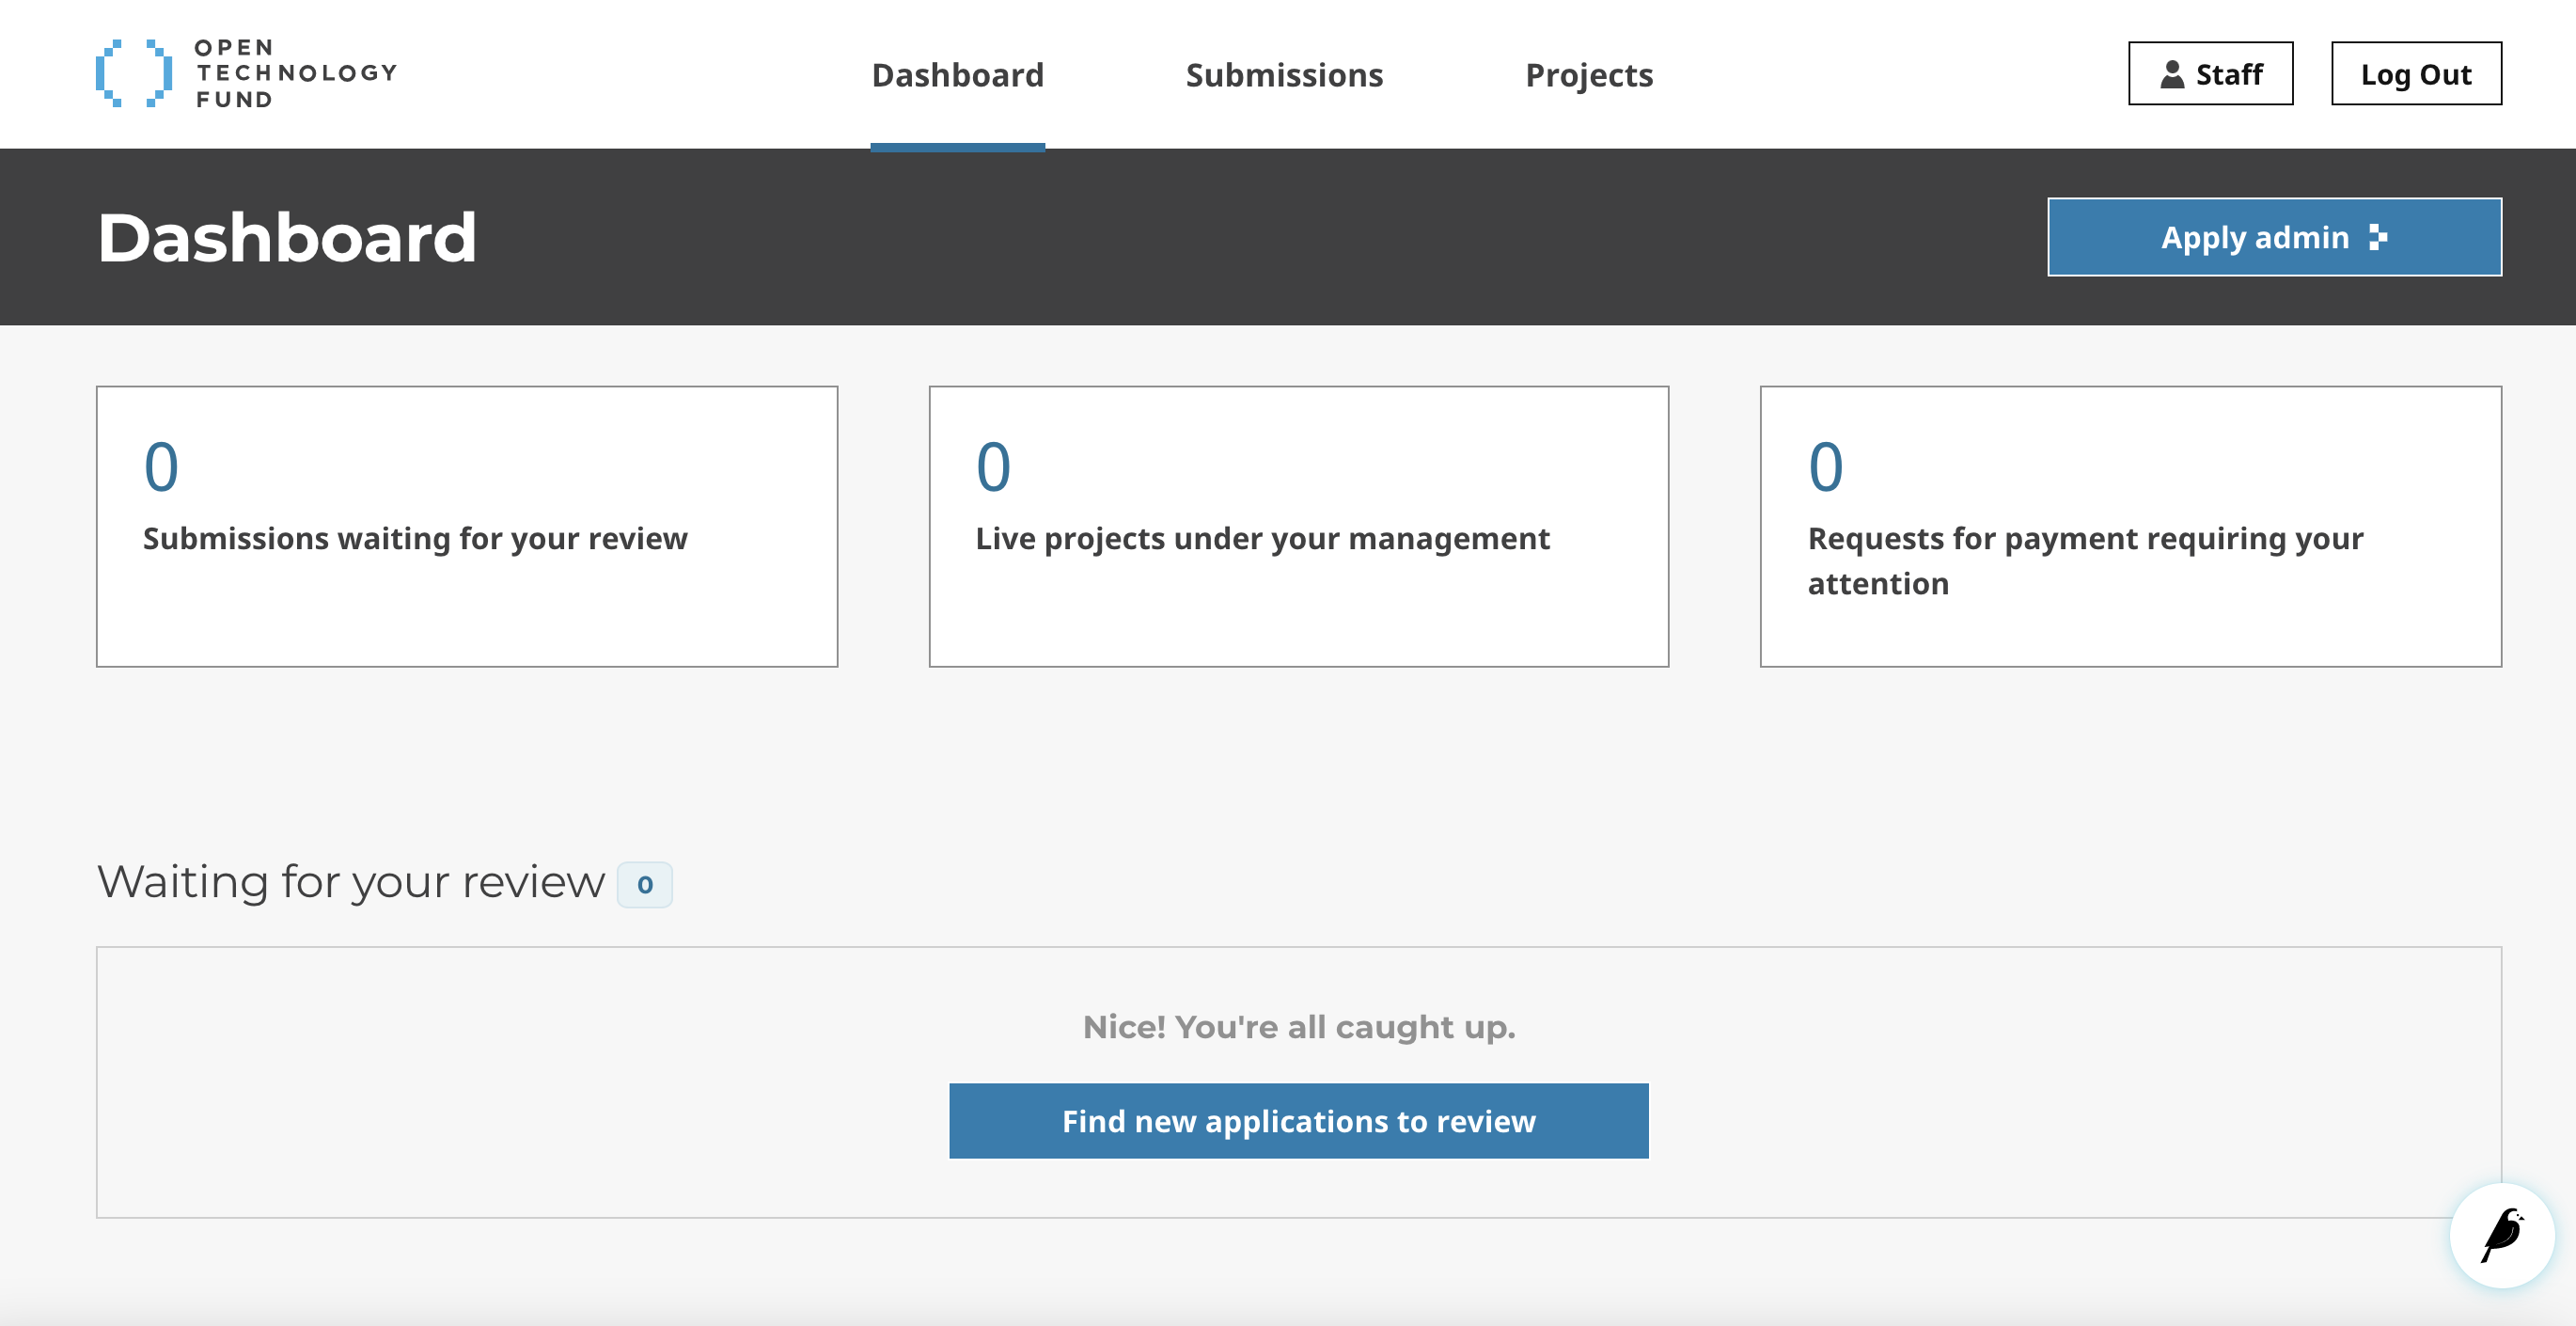 OPEN
TECHNOLOGY
FUND
Dashboard
Submissions
Projects
Staff
Log Out
Dashboard
Apply admin
0
Submissions waiting for your review
0
Live projects under your management
0
Requests for payment requiring your
attention
Waiting for your review 0
Nice! You're all caught up.
Find new applications to review